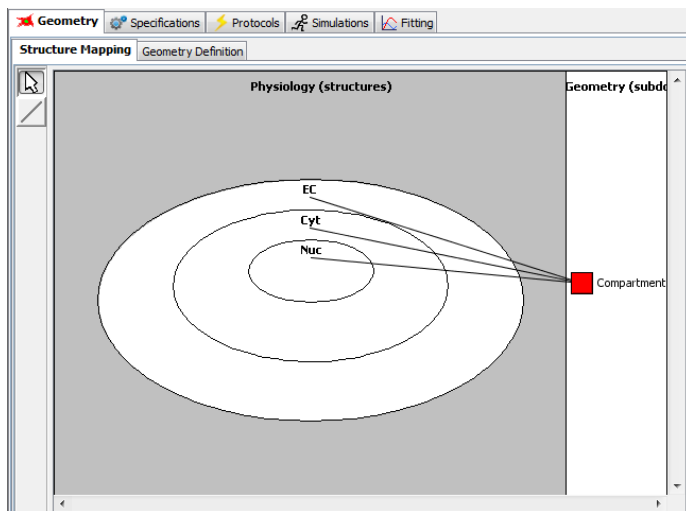 Geometry Specifications Protocols Simulations Fitting
Structure Mapping Geometry Definition
Physiology (structures) Geometry (subdo
EC
Cyt
Nuc
Compartment